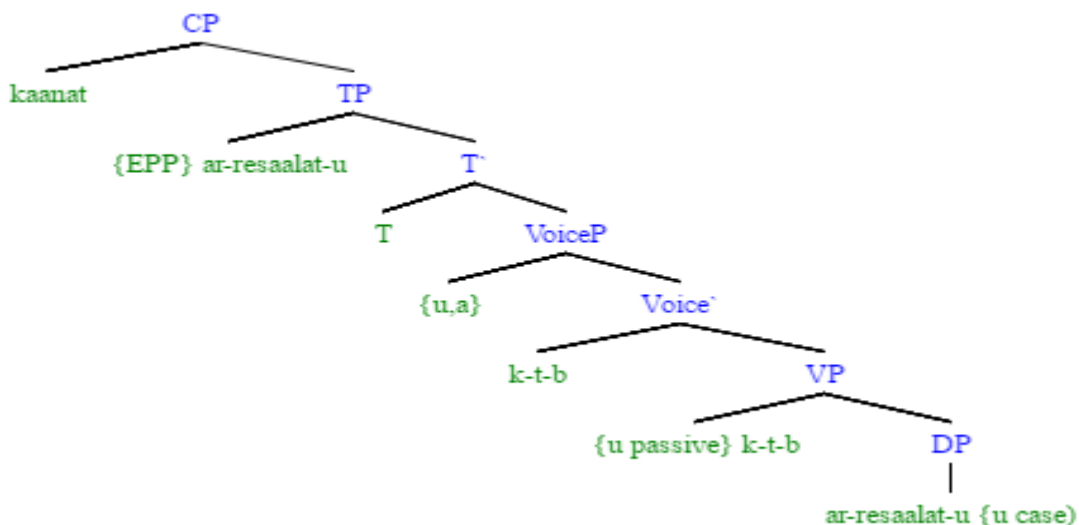 CP
kaanat
TP
{EPP} ar-resaalat-u
T`
T
VoiceP
{u,a}
Voice`
k-t-b
VP
{u passive} k-t-b
DP
ar-resaalat-u {u case)